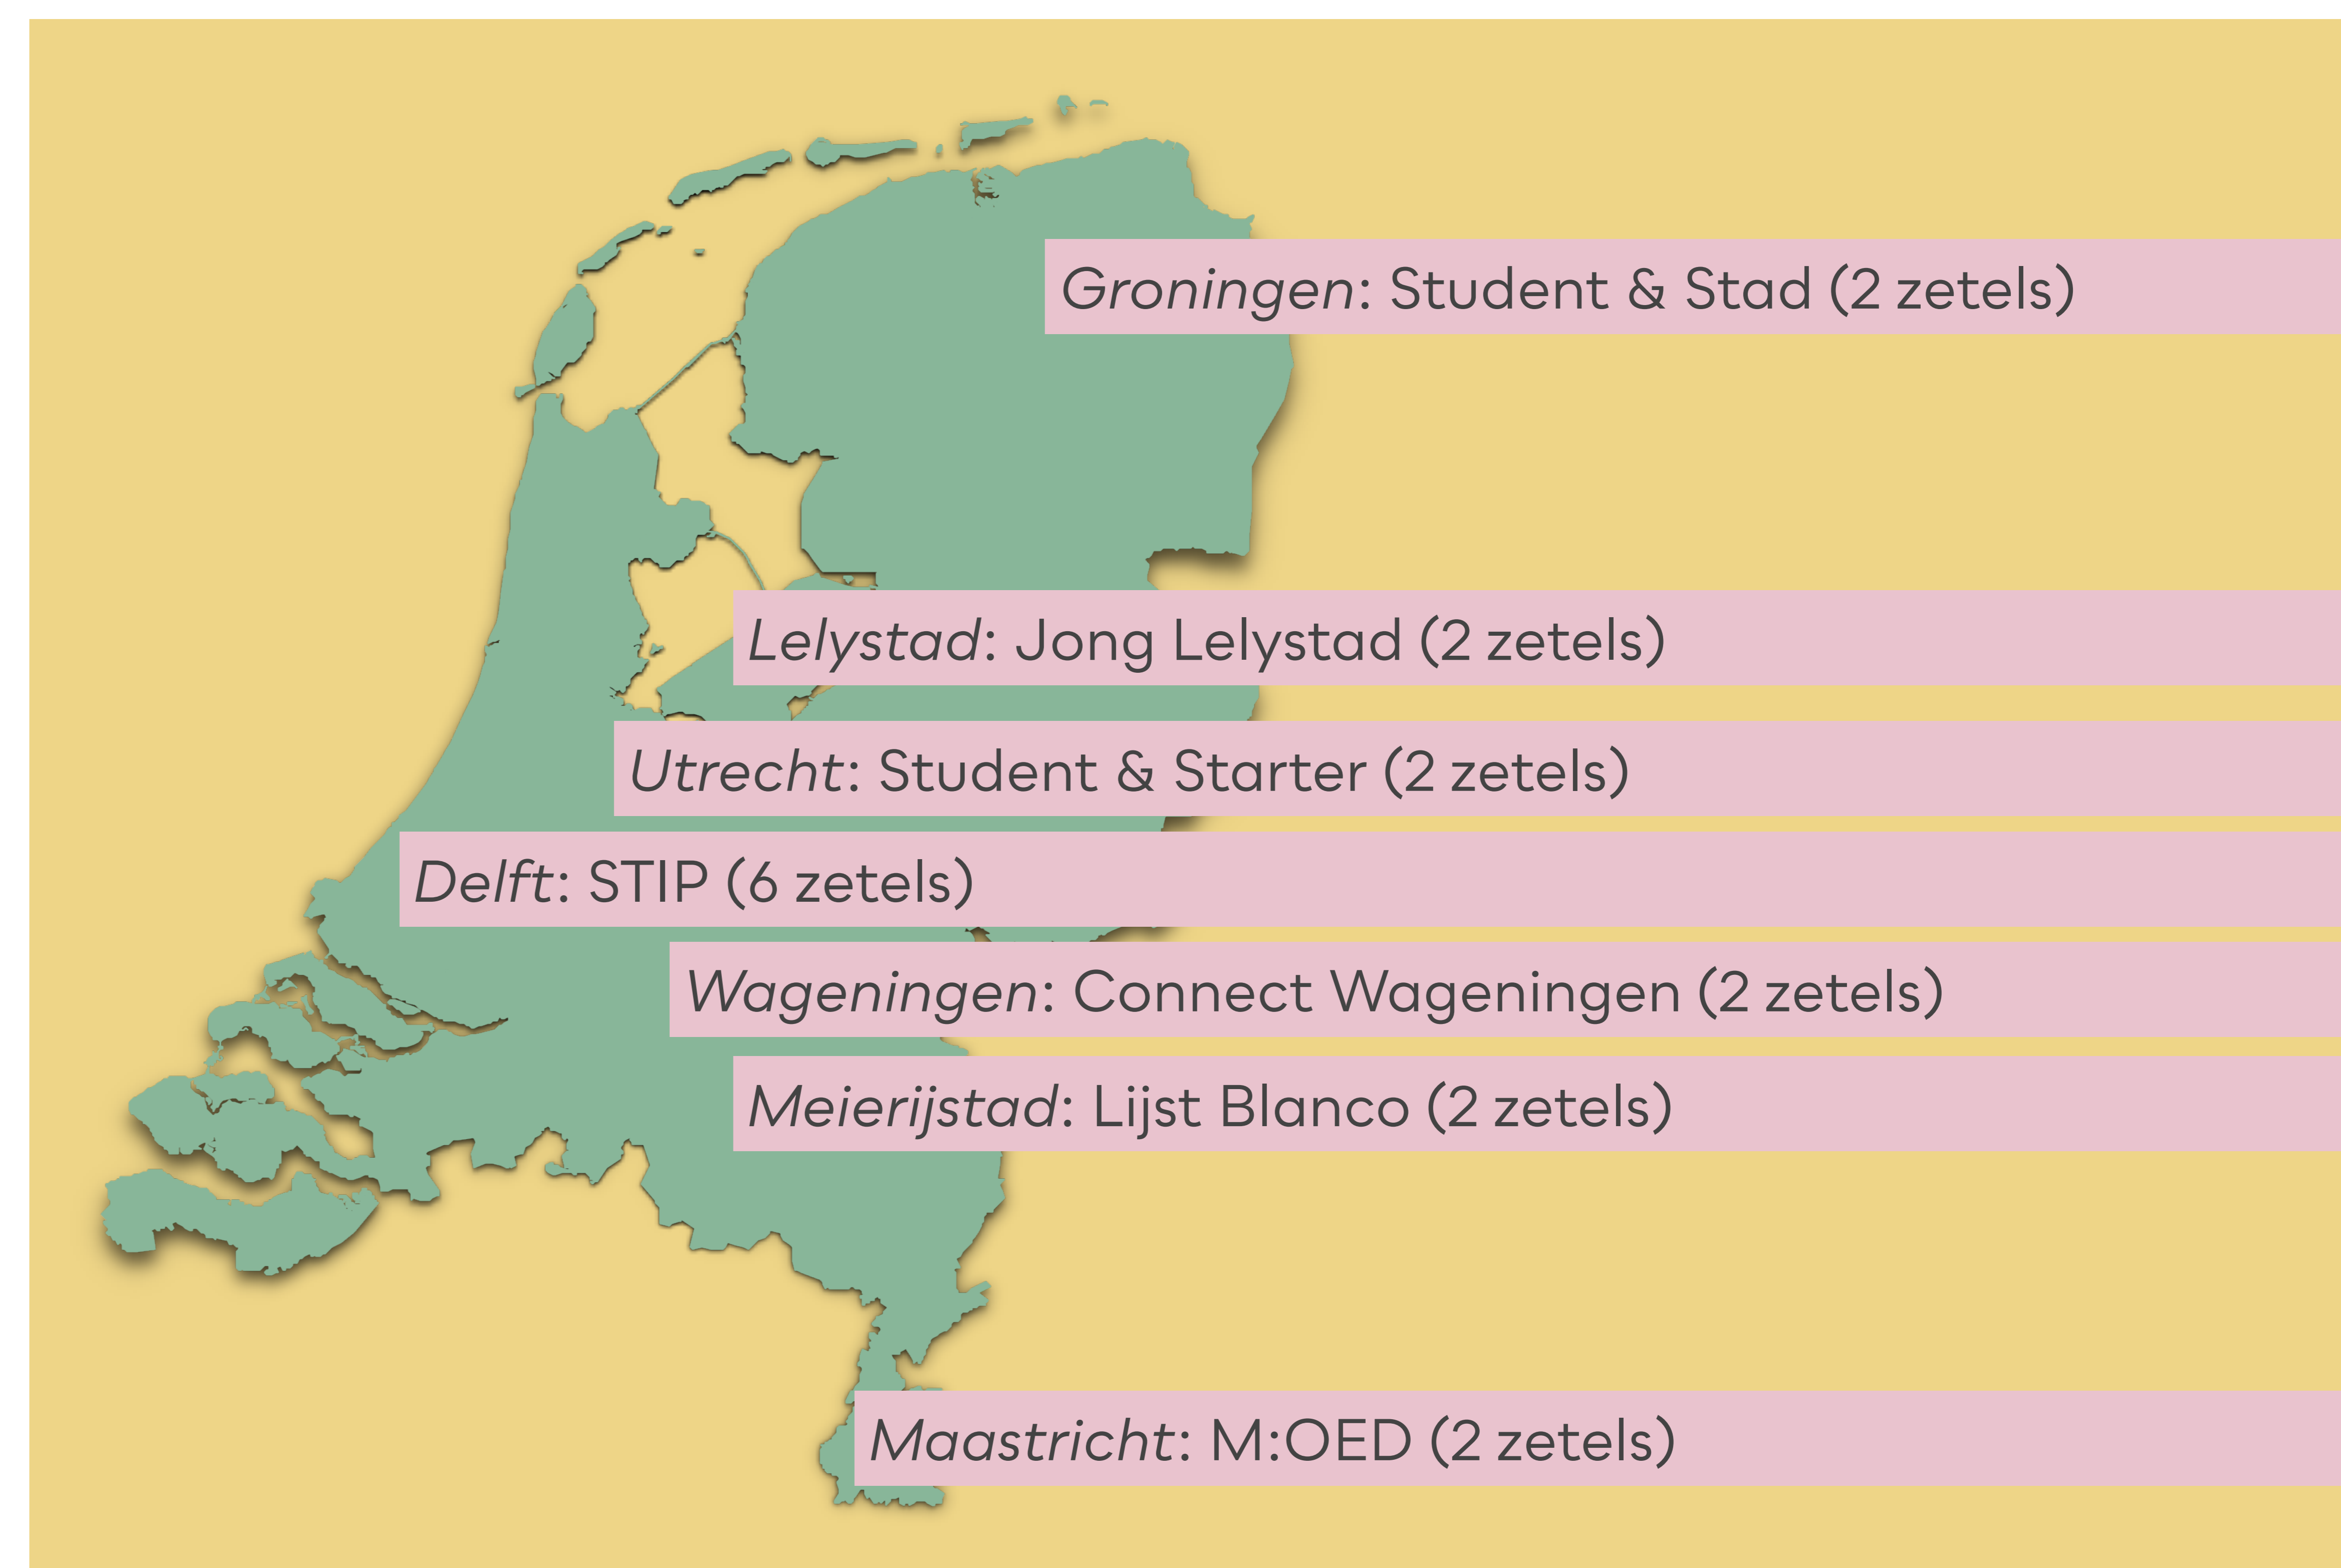 Groningen: Student & Stad (2 zetels)
Lelystad: Jong Lelystad (2 zetels)
Utrecht: Student & Starter (2 zetels)
Delft: STIP (6 zetels)
Wageningen: Connect Wageningen (2 zetels)
Meierijstad: Lijst Blanco (2 zetels)
Maastricht: M:OED (2 zetels)